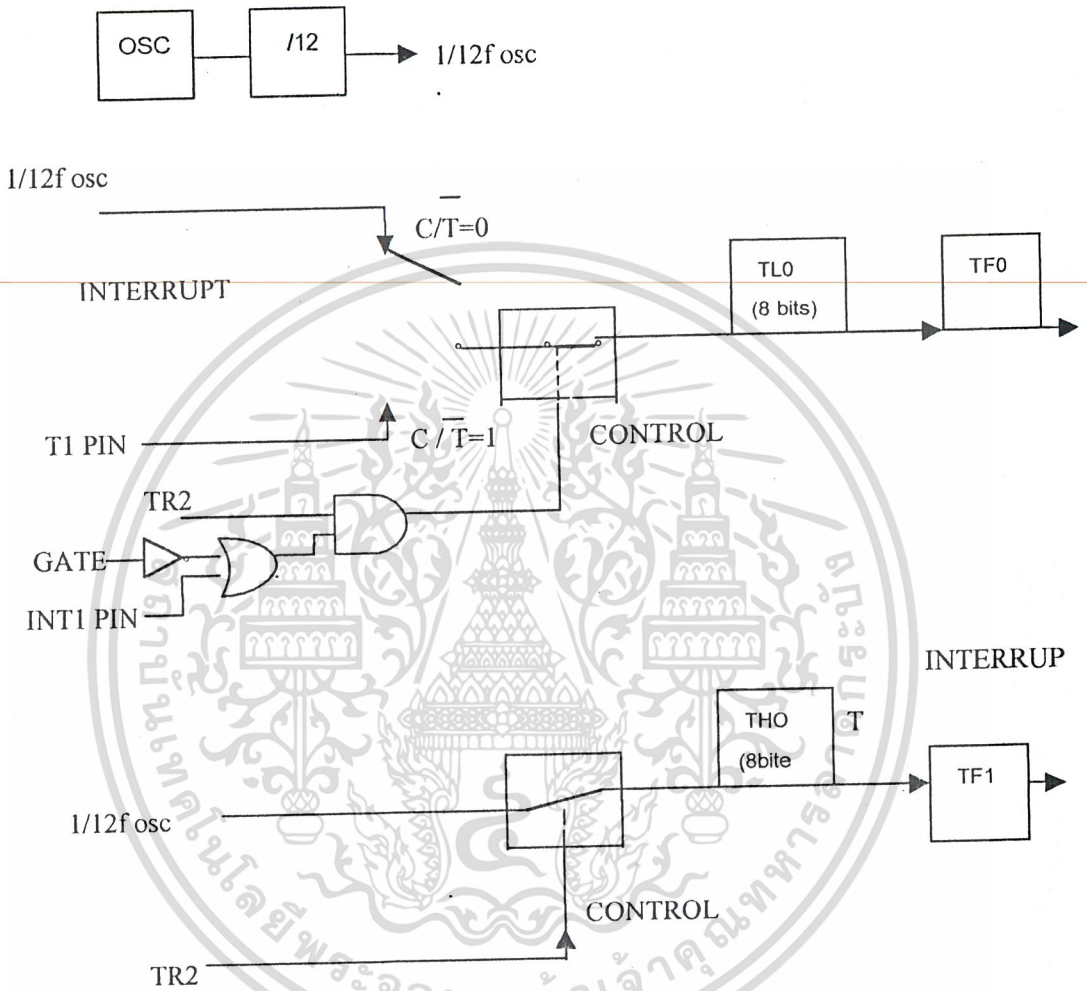 OSC
/12
1/12f osc
1/12f osc
C/T̅=0
INTERRUPT
TL0
(8 bits)
TF0
T1 PIN
C / T̅=1
CONTROL
TR2
GATE
INT1 PIN
INTERRUP
THO
(8bite
T
TF1
1/12f osc
CONTROL
TR2